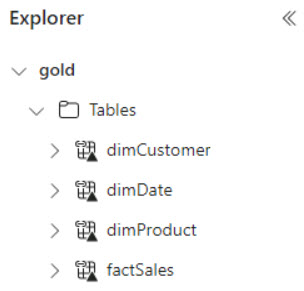 Explorer
gold
Tables
dimCustomer
dimDate
dimProduct
factSales